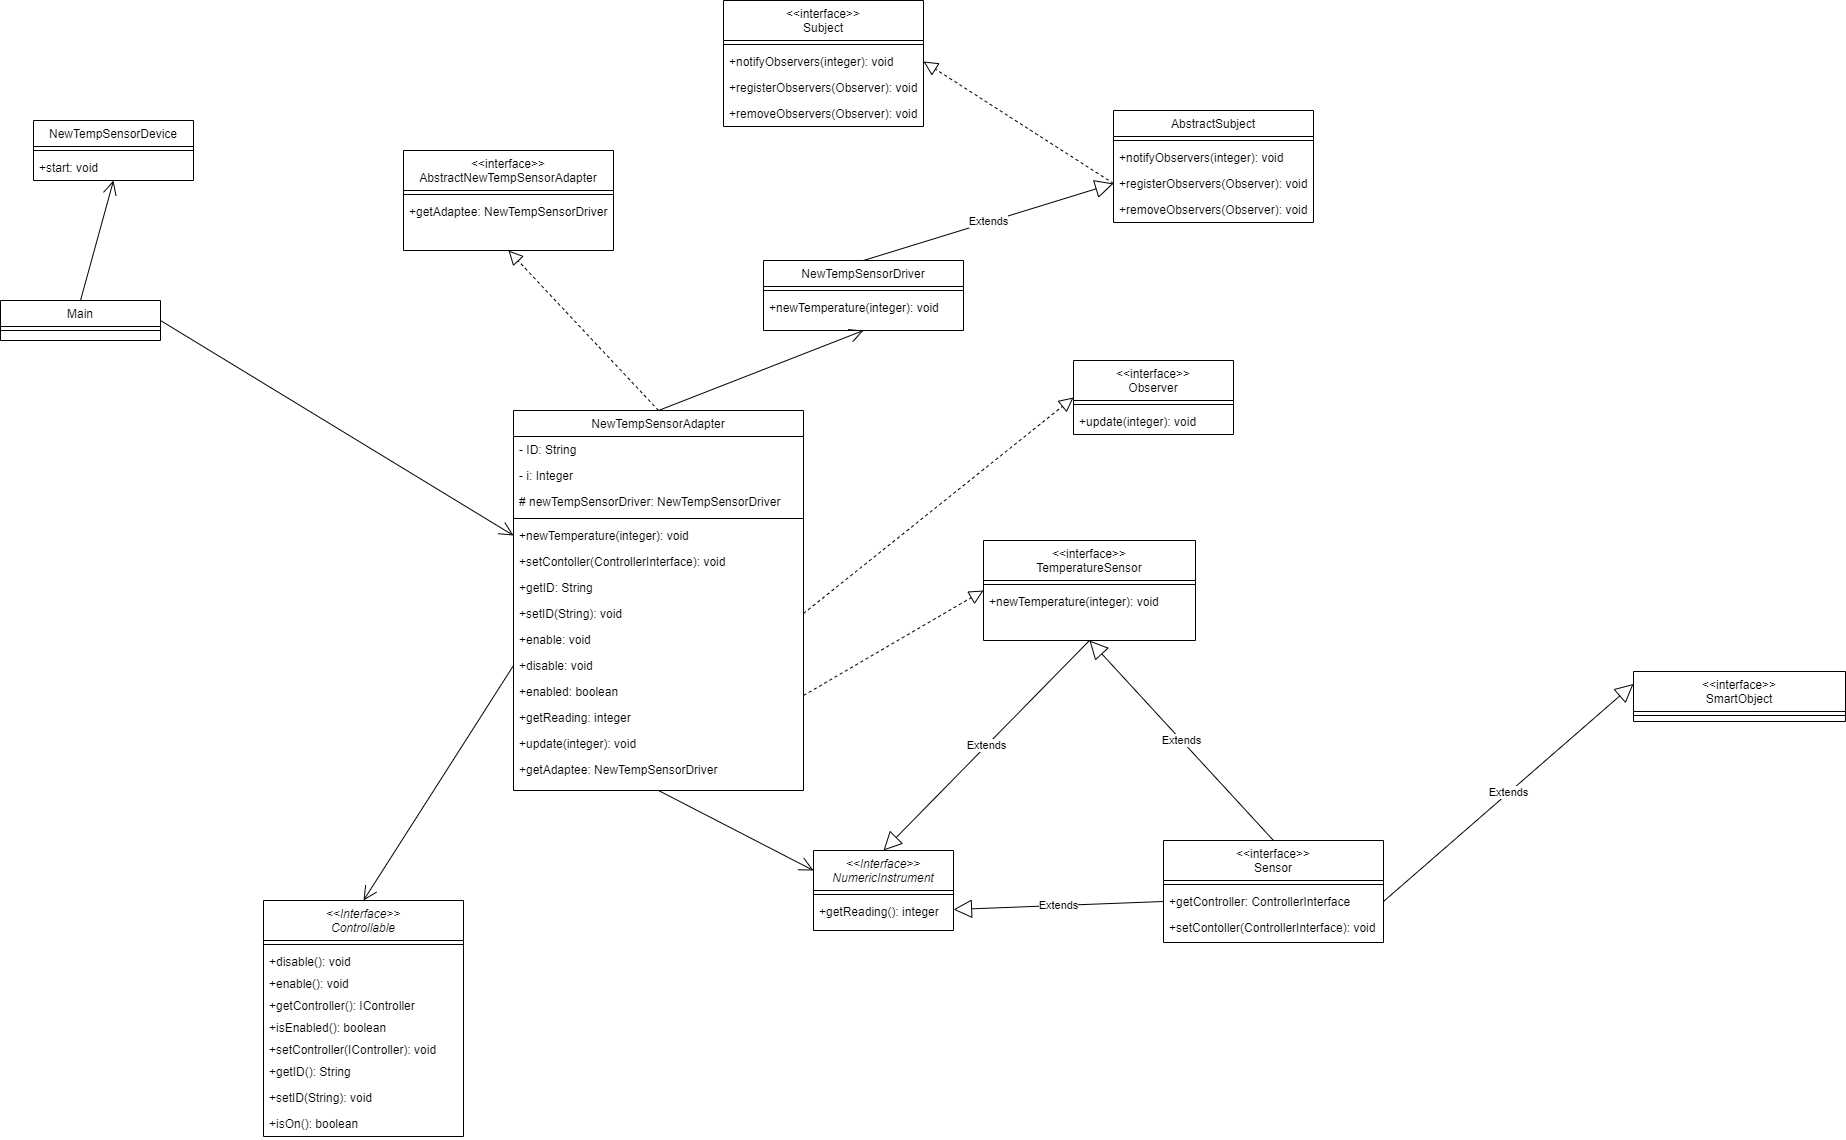 <<interface>>
Subject
+notifyObservers(integer): void
+registerObservers(Observer): void
+removeObservers(Observer): void
AbstractSubject
+notifyObservers(integer): void
+registerObservers(Observer): void
+removeObservers(Observer): void
NewTempSensorDevice
+start: void
<<interface>>
AbstractNewTempSensorAdapter
+getAdaptee: NewTempSensorDriver
Extends
NewTempSensorDriver
+newTemperature(integer): void
Main
<<interface>>
Observer
+update(integer): void
NewTempSensorAdapter
- ID: String
- i: Integer
# newTempSensorDriver: NewTempSensorDriver
+newTemperature(integer): void
+setContoller(ControllerInterface): void
+getID: String
+setID(String): void
+enable: void
+disable: void
+enabled: boolean
+getReading: integer
+update(integer): void
+getAdaptee: NewTempSensorDriver
<<interface>>
TemperatureSensor
+newTemperature(integer): void
<<interface>>
SmartObject
Extends
Extends
Extends
<<Interface>>
NumericInstrument
+getReading(): integer
Extends
<<interface>>
Sensor
+getController: ControllerInterface
+setContoller(ControllerInterface): void
<<Interface>>
Controllable
+disable(): void
+enable(): void
+getController(): IController
+isEnabled(): boolean
+setController(IController): void
+getID(): String
+setID(String): void
+isOn(): boolean